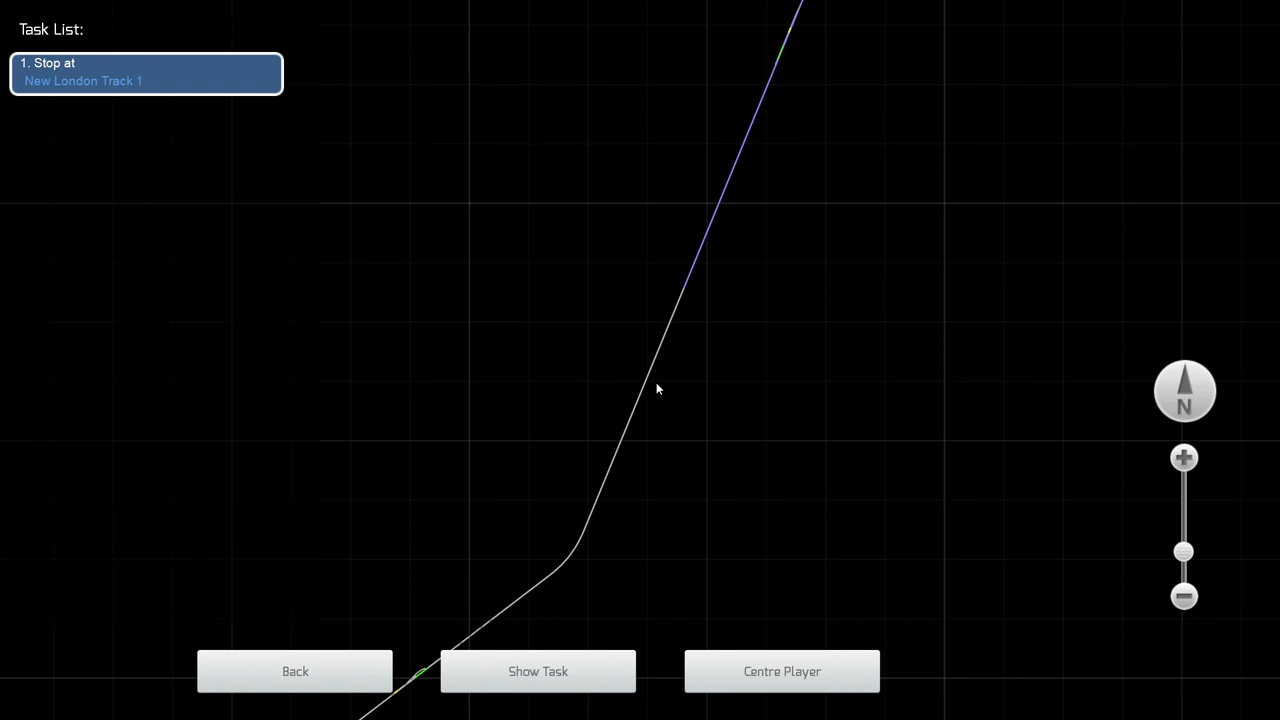 Task List:
1. Stop at
New London Track 1
N
Back
Show Task
Centre Player